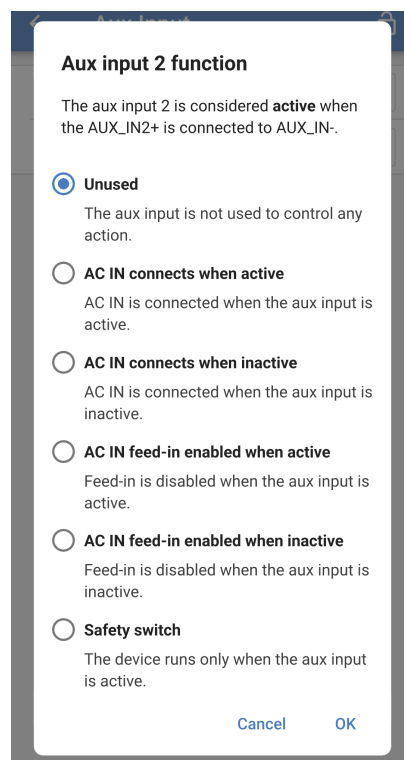 Aux Input
Aux input 2 function
The aux input 2 is considered active when
the AUX_IN2+ is connected to AUX_IN-.
Unused
The aux input is not used to control any
action.
AC IN connects when active
AC IN is connected when the aux input is
active.
AC IN connects when inactive
AC IN is connected when the aux input is
inactive.
AC IN feed-in enabled when active
Feed-in is disabled when the aux input is
active.
AC IN feed-in enabled when inactive
Feed-in is disabled when the aux input is
inactive.
Safety switch
The device runs only when the aux input
is active.
Cancel OK